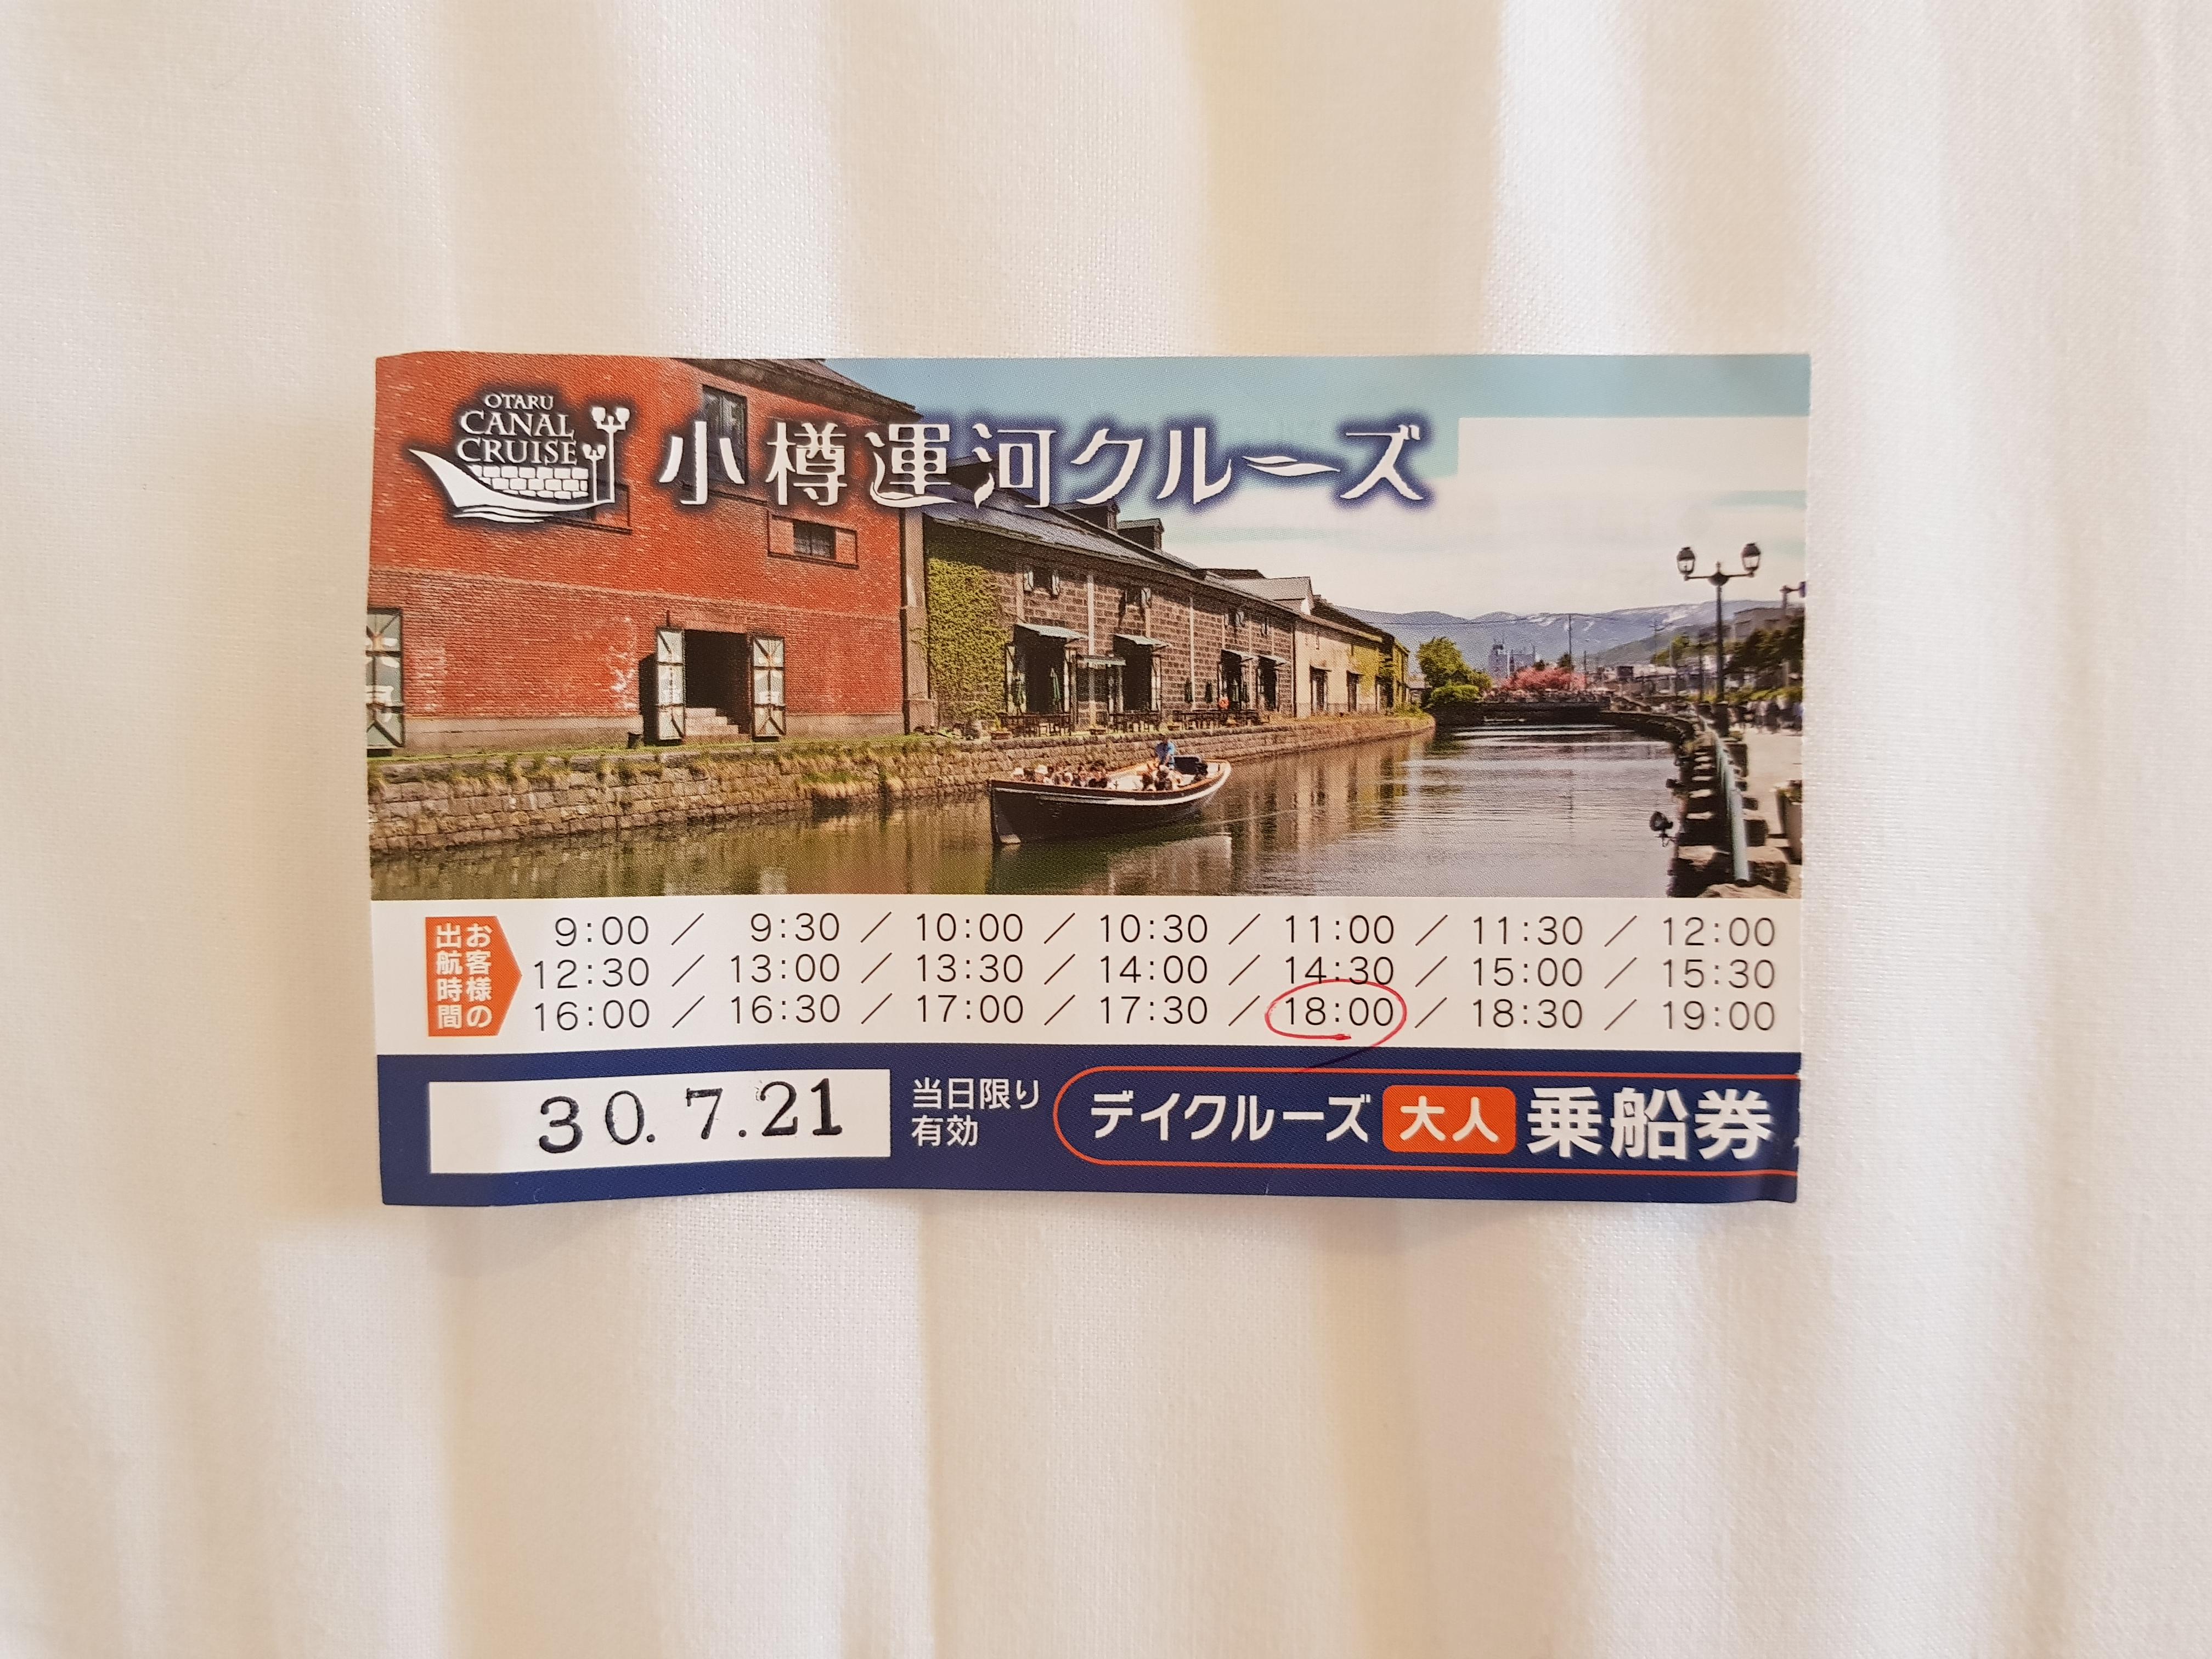 OTARU
CANAL
CRUISE
小樽運河クルーズ
お客様の
出航時間
9:00 ／ 9:30 ／ 10:00 ／ 10:30 ／ 11:00 ／ 11:30 ／ 12:00
12:30 ／ 13:00 ／ 13:30 ／ 14:00 ／ 14:30 ／ 15:00 ／ 15:30
16:00 ／ 16:30 ／ 17:00 ／ 17:30 ／ 18:00 ／ 18:30 ／ 19:00
30.7.21
当日限り
有効
デイクルーズ 大人 乗船券